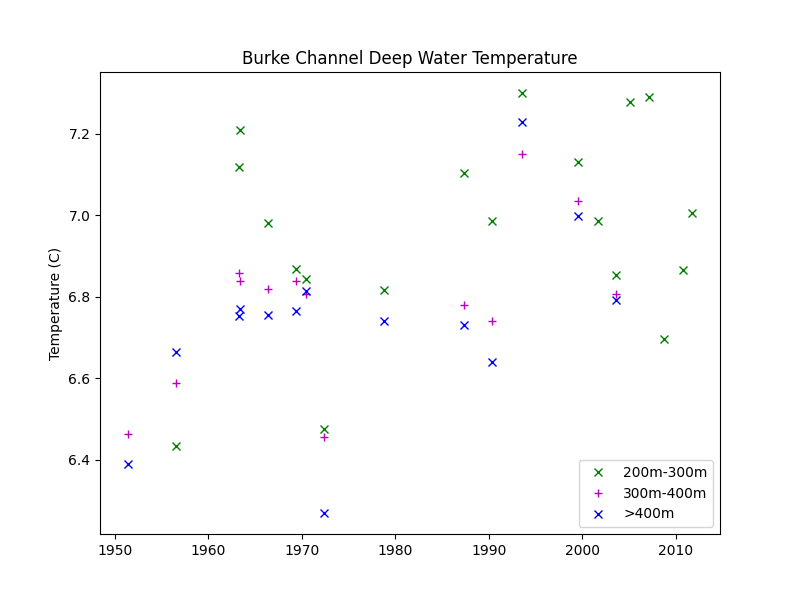 Burke Channel Deep Water Temperature
Temperature (C)
7.2
7.0
6.8
6.6
6.4
200m-300m
300m-400m
>400m
1950 1960 1970 1980 1990 2000 2010